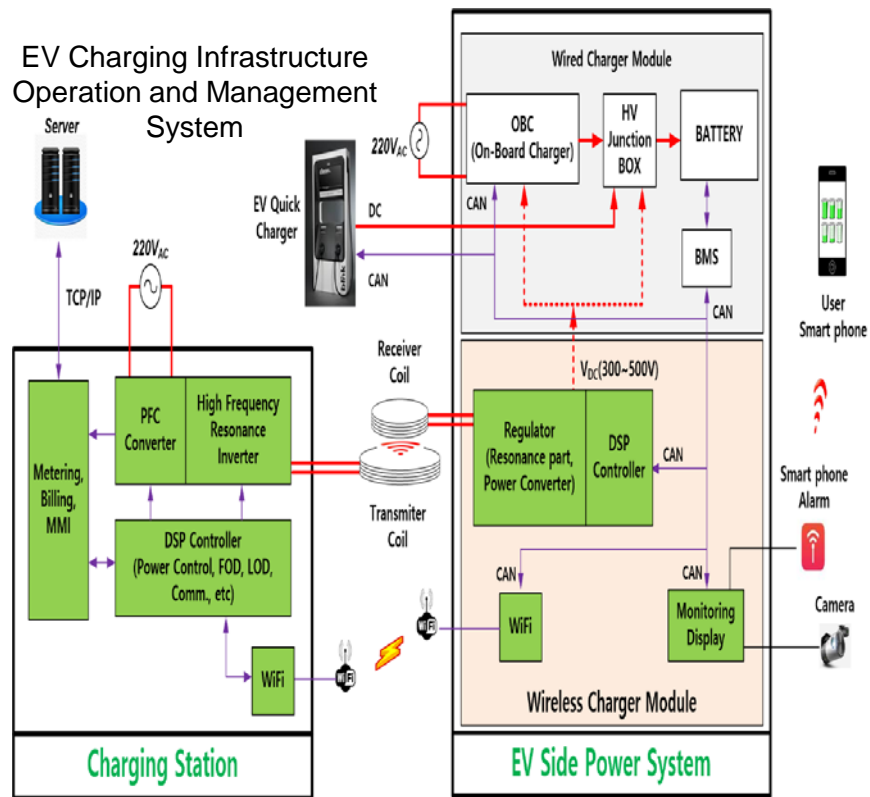 EV Charging Infrastructure
Operation and Management
System
Server
TCP/IP
220VAC
Metering,
Billing,
MMI
PFC
Converter
High Frequency
Resonance
Inverter
DSP Controller
(Power Control, FOD, LOD,
Comm., etc)
WiFi
WiFi
Charging Station
EV Quick
Charger
DC
CAN
220VAC
Receiver
Coil
Transmiter
Coil
WiFi
Wired Charger Module
OBC
(On-Board Charger)
HV
Junction
BOX
BATTERY
CAN
BMS
CAN
VDC(300~500V)
Regulator
(Resonance part,
Power Converter)
DSP
Controller
CAN
CAN
CAN
WiFi
Monitoring
Display
Wireless Charger Module
EV Side Power System
User
Smart phone
Smart phone
Alarm
Camera